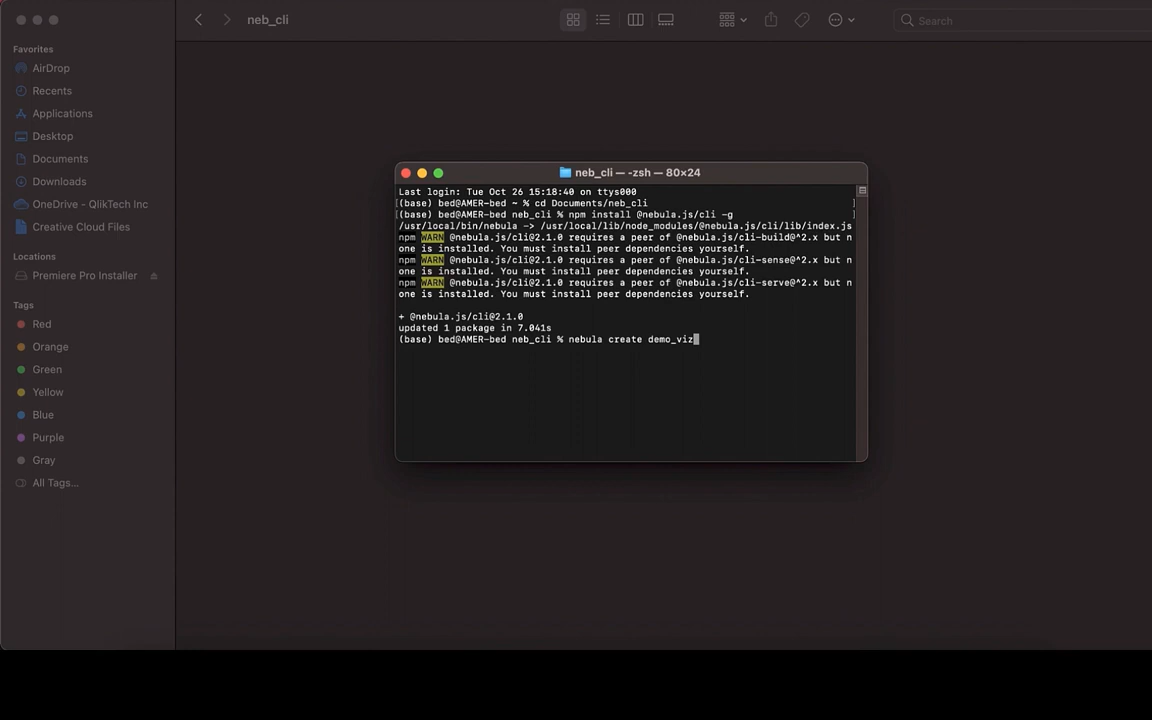 neb_cli
Search
Favorites
AirDrop
Recents
Applications
Desktop
Documents
Downloads
OneDrive - QlikTech Inc
Creative Cloud Files
Locations
Premiere Pro Installer
Tags
Red
Orange
Green
Yellow
Blue
Purple
Gray
All Tags...
neb_cli — -zsh — 80×24
Last login: Tue Oct 26 15:18:40 on ttys000
[(base) bed@AMER-bed ~ % cd Documents/neb_cli ]
[(base) bed@AMER-bed neb_cli % npm install @nebula.js/cli -g ]
/usr/local/bin/nebula -> /usr/local/lib/node_modules/@nebula.js/cli/lib/index.js
npm WARN @nebula.js/cli@2.1.0 requires a peer of @nebula.js/cli-build@^2.x but n
one is installed. You must install peer dependencies yourself.
npm WARN @nebula.js/cli@2.1.0 requires a peer of @nebula.js/cli-sense@^2.x but n
one is installed. You must install peer dependencies yourself.
npm WARN @nebula.js/cli@2.1.0 requires a peer of @nebula.js/cli-serve@^2.x but n
one is installed. You must install peer dependencies yourself.
+ @nebula.js/cli@2.1.0
updated 1 package in 7.041s
(base) bed@AMER-bed neb_cli % nebula create demo_viz